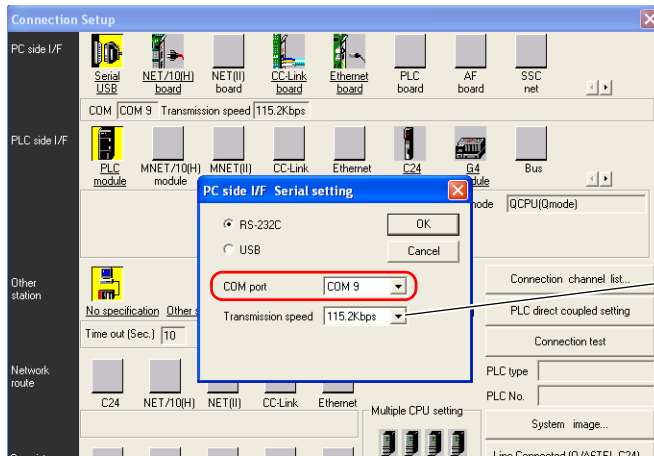 Connection Setup
PC side I/F
Serial USB
NET/10(H) board
NET(II) board
CC-Link board
Ethernet board
PLC board
AF board
SSC net
COM COM 9 Transmission speed 115.2Kbps
PLC side I/F
PLC module
MNET/10(H) module
MNET(II)
CC-Link
Ethernet
C24
G4
Bus
QCPU(Qmode)
PC side I/F Serial setting
RS-232C
OK
USB
Cancel
COM port COM 9
Transmission speed 115.2Kbps
Other station
No specification
Other s
Time out (Sec.) 10
Connection channel list...
PLC direct coupled setting
Connection test
PLC type
PLC No.
System image...
Network route
C24
NET/10(H)
NET(II)
CC-Link
Ethernet
Multiple CPU setting